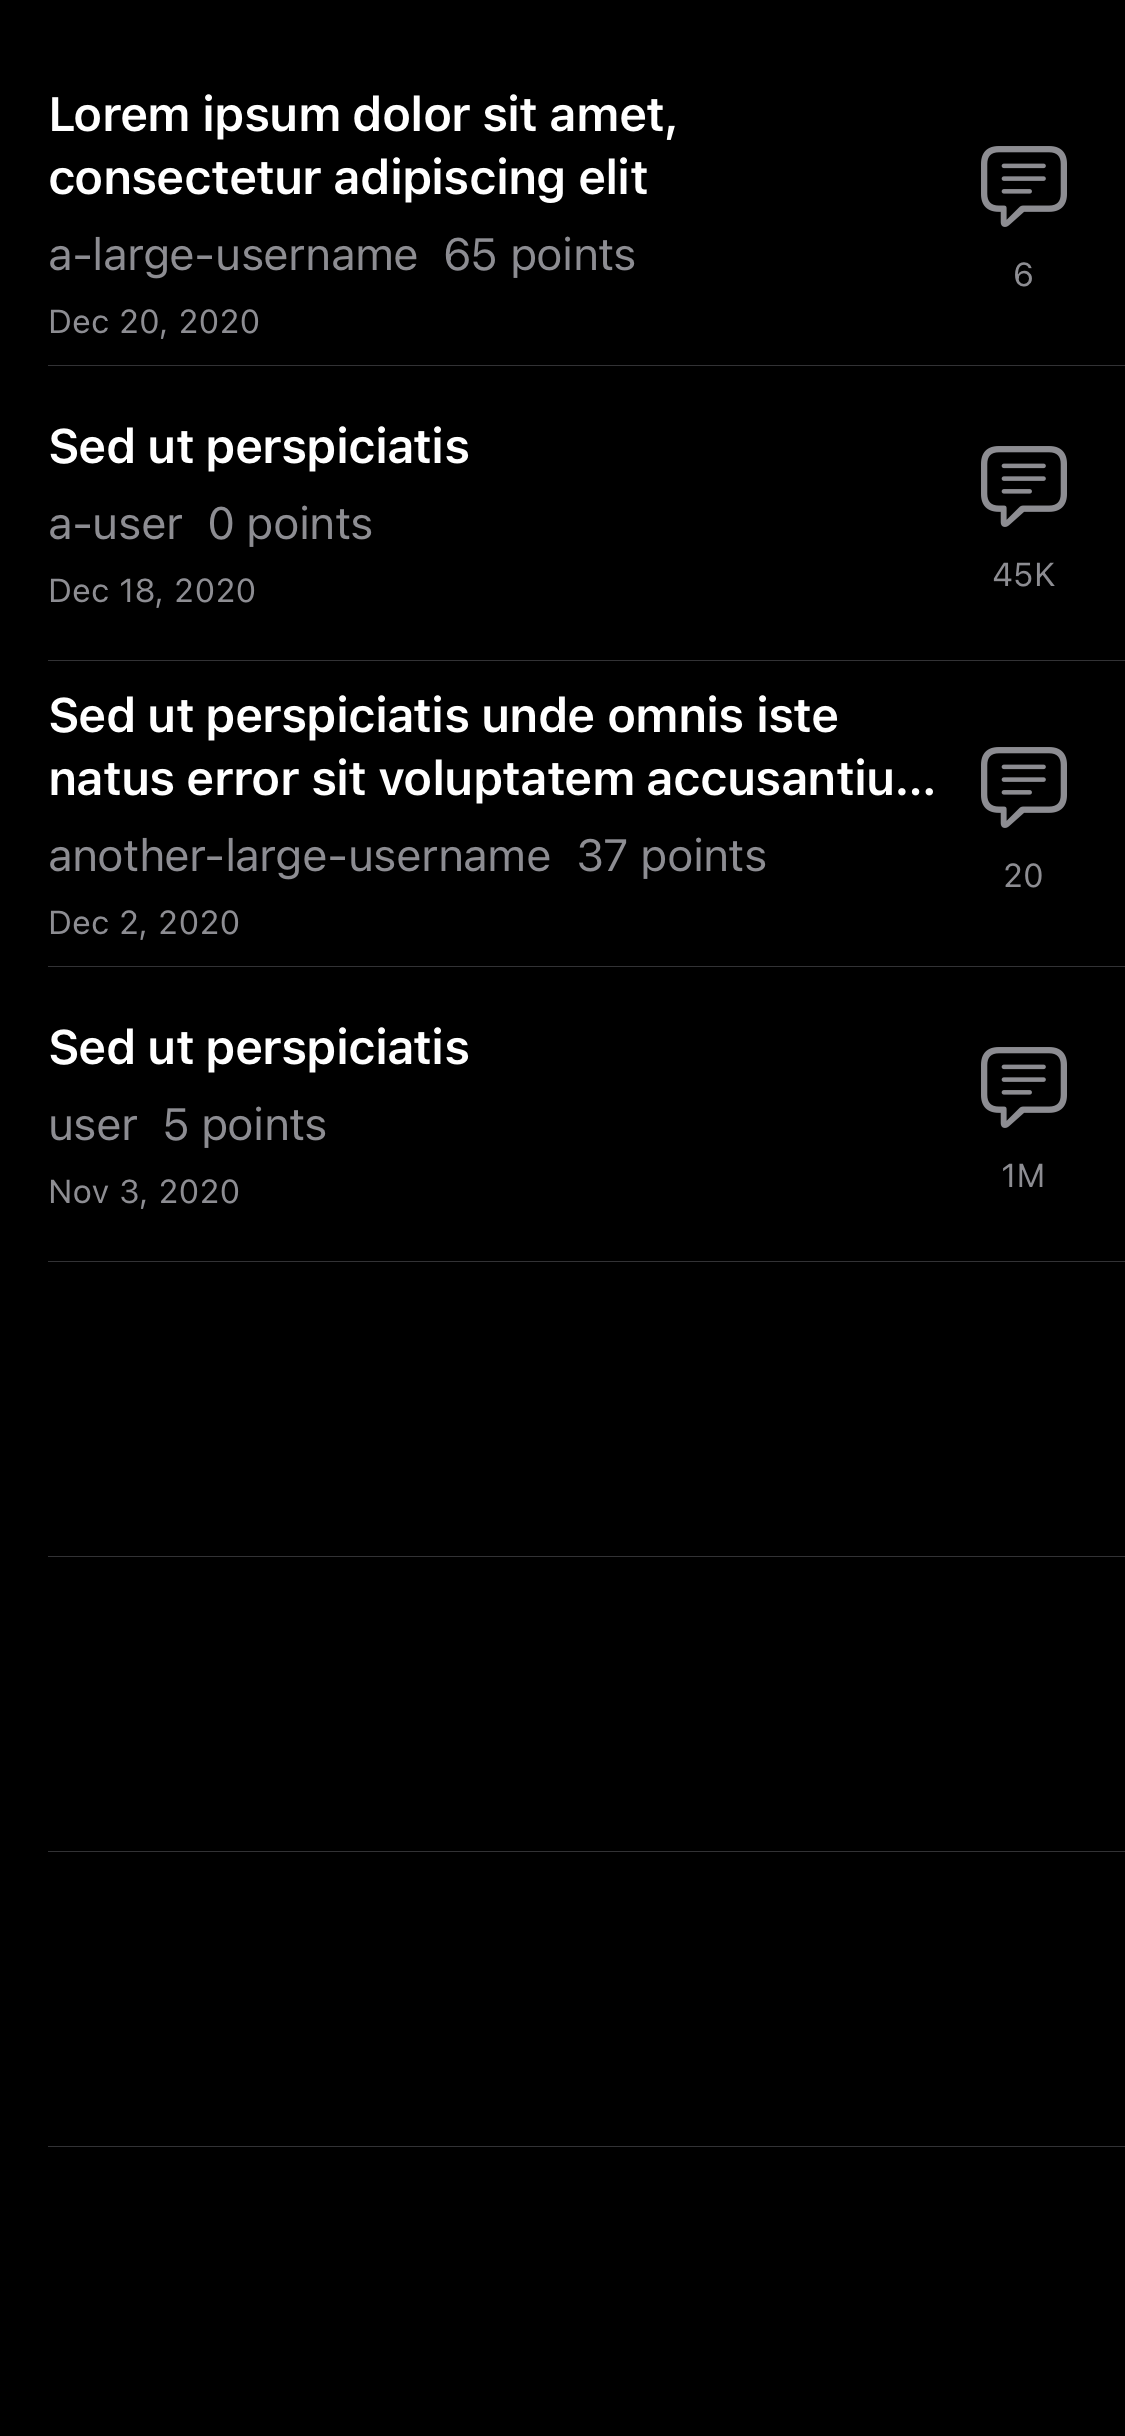 Lorem ipsum dolor sit amet,
consectetur adipiscing elit
a-large-username 65 points
6
Dec 20, 2020
Sed ut perspiciatis
a-user 0 points
45K
Dec 18, 2020
Sed ut perspiciatis unde omnis iste
natus error sit voluptatem accusantiu...
another-large-username 37 points
20
Dec 2, 2020
Sed ut perspiciatis
user 5 points
1M
Nov 3, 2020